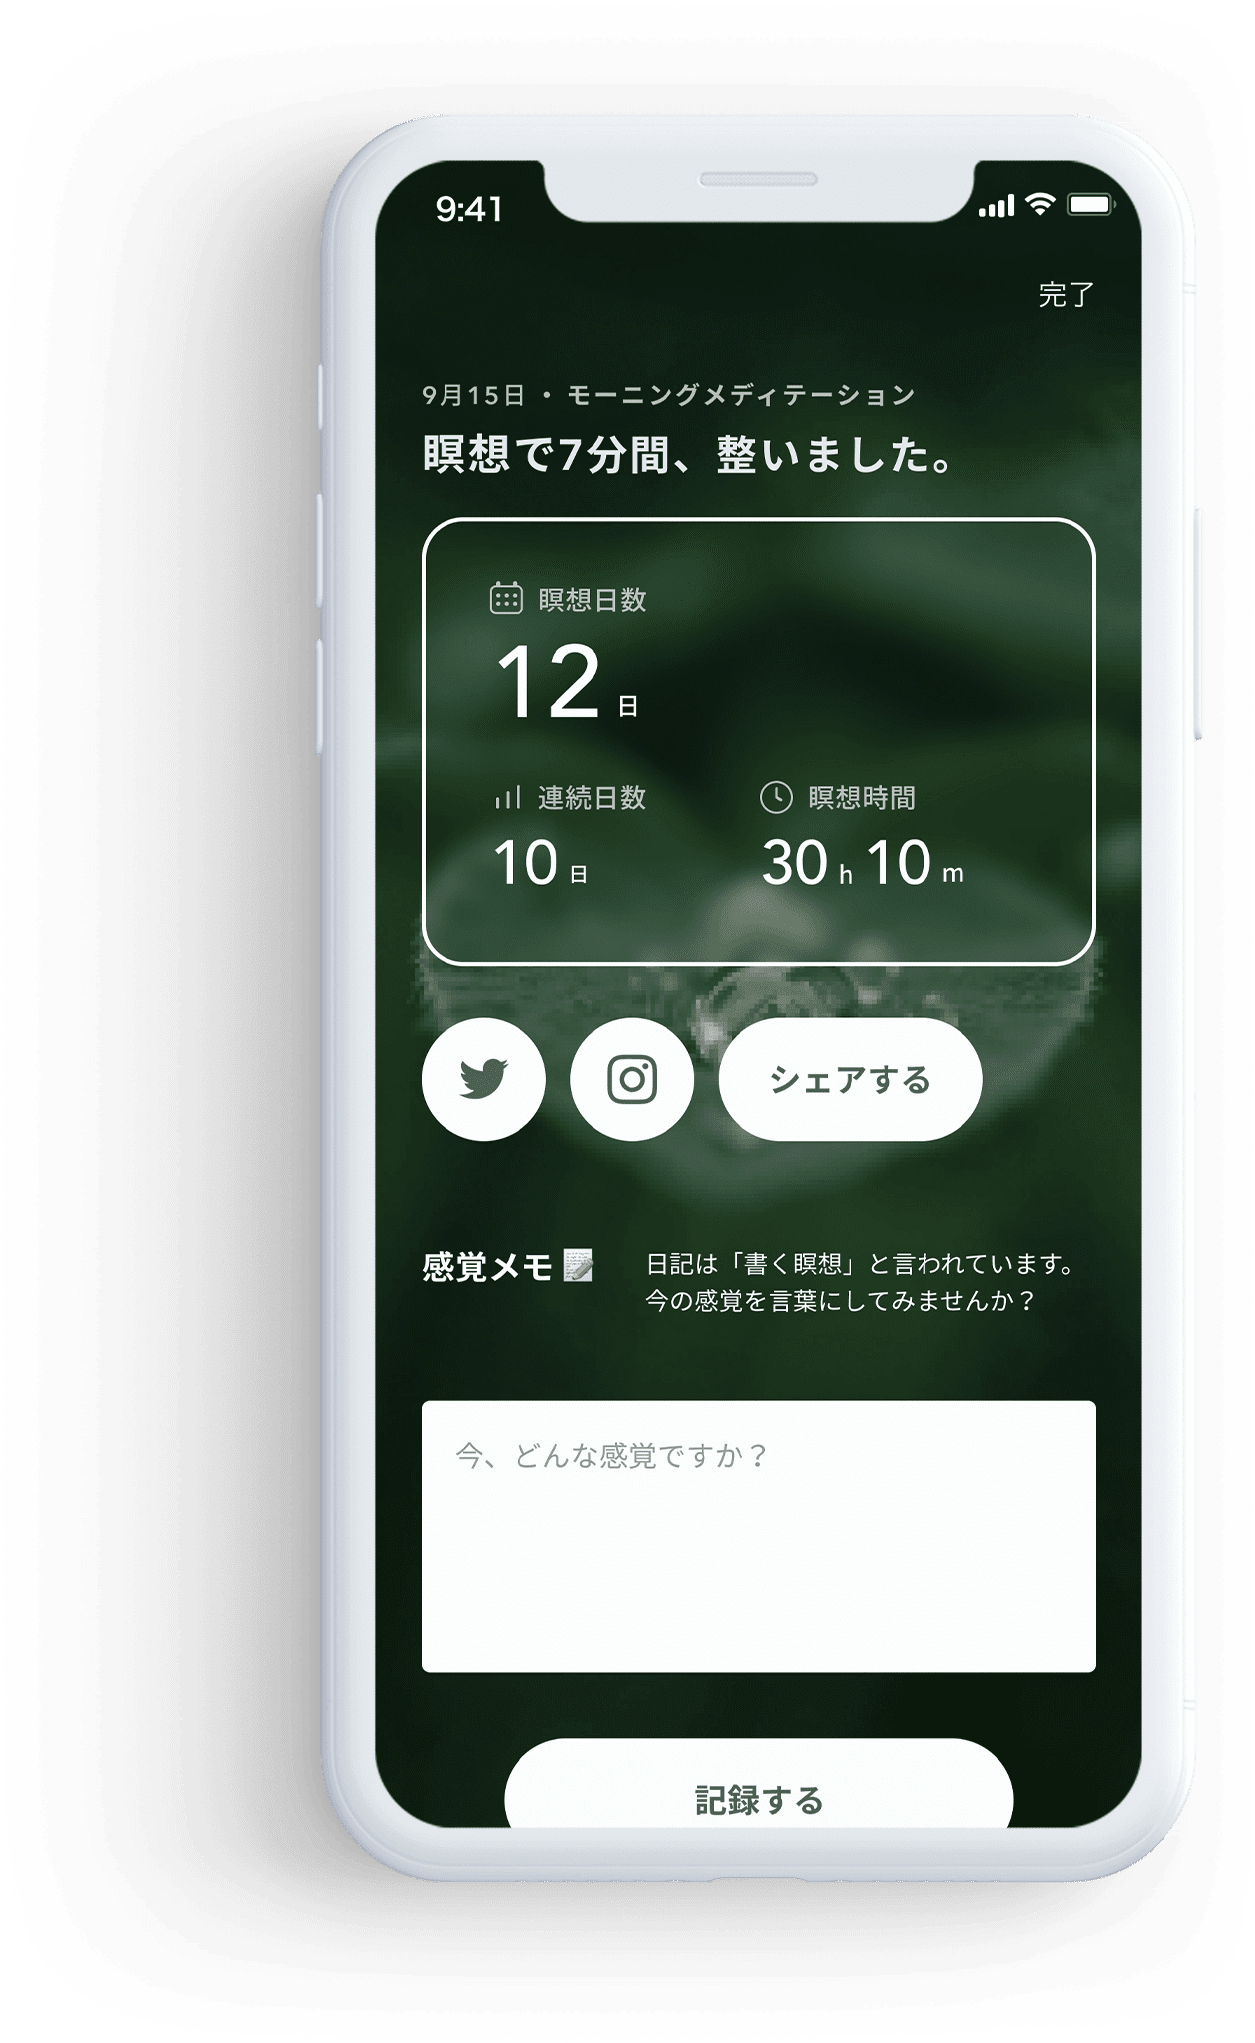 9:41
完了
9月15日 ・ モーニングメディテーション
瞑想で7分間、整いました。
瞑想日数
12 日
連続日数 瞑想時間
10 日 30 h 10 m
シェアする
感覚メモ 日記は「書く瞑想」と言われています。
今の感覚を言葉にしてみませんか？
今、どんな感覚ですか？
記録する